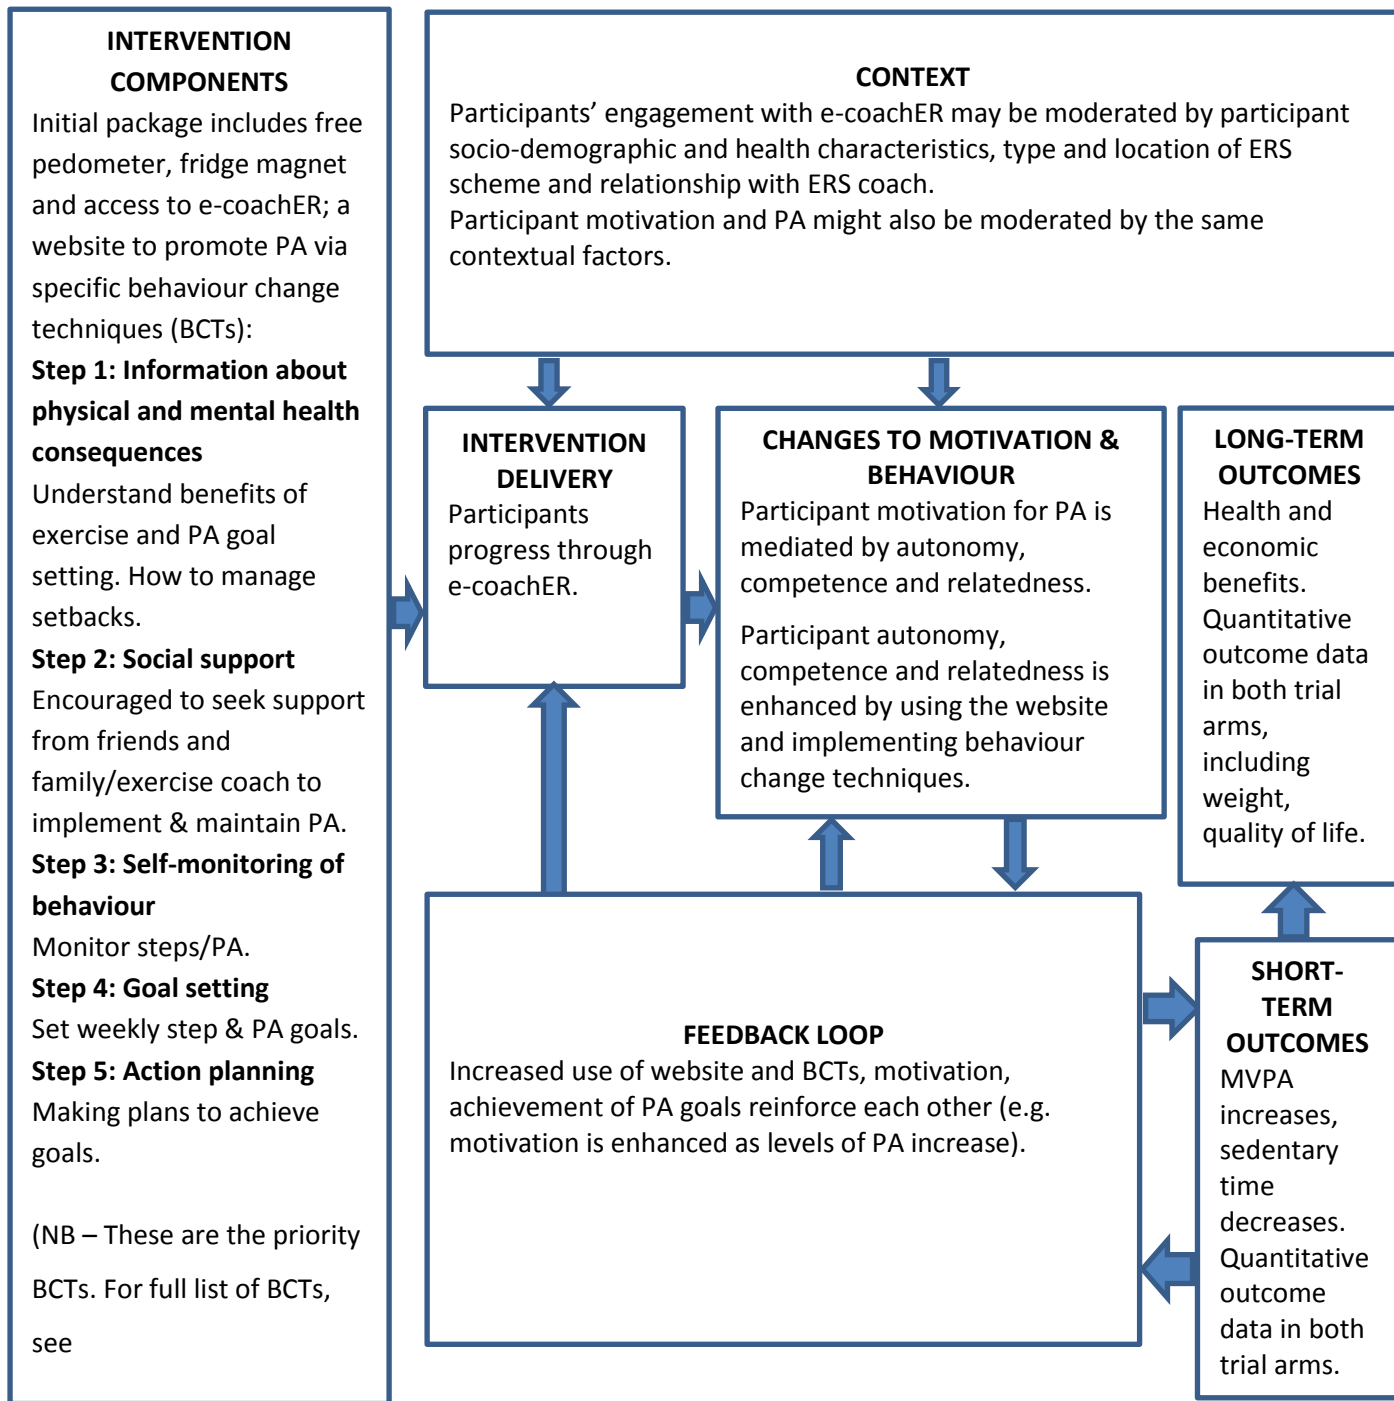 INTERVENTION
COMPONENTS
Initial package includes free
pedometer, fridge magnet
and access to e-coachER; a
website to promote PA via
specific behaviour change
techniques (BCTs):
Step 1: Information about
physical and mental health
consequences
Understand benefits of
exercise and PA goal
setting. How to manage
setbacks.
Step 2: Social support
Encouraged to seek support
from friends and
family/exercise coach to
implement & maintain PA.
Step 3: Self-monitoring of
behaviour
Monitor steps/PA.
Step 4: Goal setting
Set weekly step & PA goals.
Step 5: Action planning
Making plans to achieve
goals.
(NB – These are the priority
BCTs. For full list of BCTs,
see
CONTEXT
Participants’ engagement with e-coachER may be moderated by participant
socio-demographic and health characteristics, type and location of ERS
scheme and relationship with ERS coach.
Participant motivation and PA might also be moderated by the same
contextual factors.
INTERVENTION
DELIVERY
Participants
progress through
e-coachER.
CHANGES TO MOTIVATION &
BEHAVIOUR
Participant motivation for PA is
mediated by autonomy,
competence and relatedness.
Participant autonomy,
competence and relatedness is
enhanced by using the website
and implementing behaviour
change techniques.
LONG-TERM
OUTCOMES
Health and
economic
benefits.
Quantitative
outcome data
in both trial
arms,
including
weight,
quality of life.
FEEDBACK LOOP
Increased use of website and BCTs, motivation,
achievement of PA goals reinforce each other (e.g.
motivation is enhanced as levels of PA increase).
SHORT-
TERM
OUTCOMES
MVPA
increases,
sedentary
time
decreases.
Quantitative
outcome
data in both
trial arms.